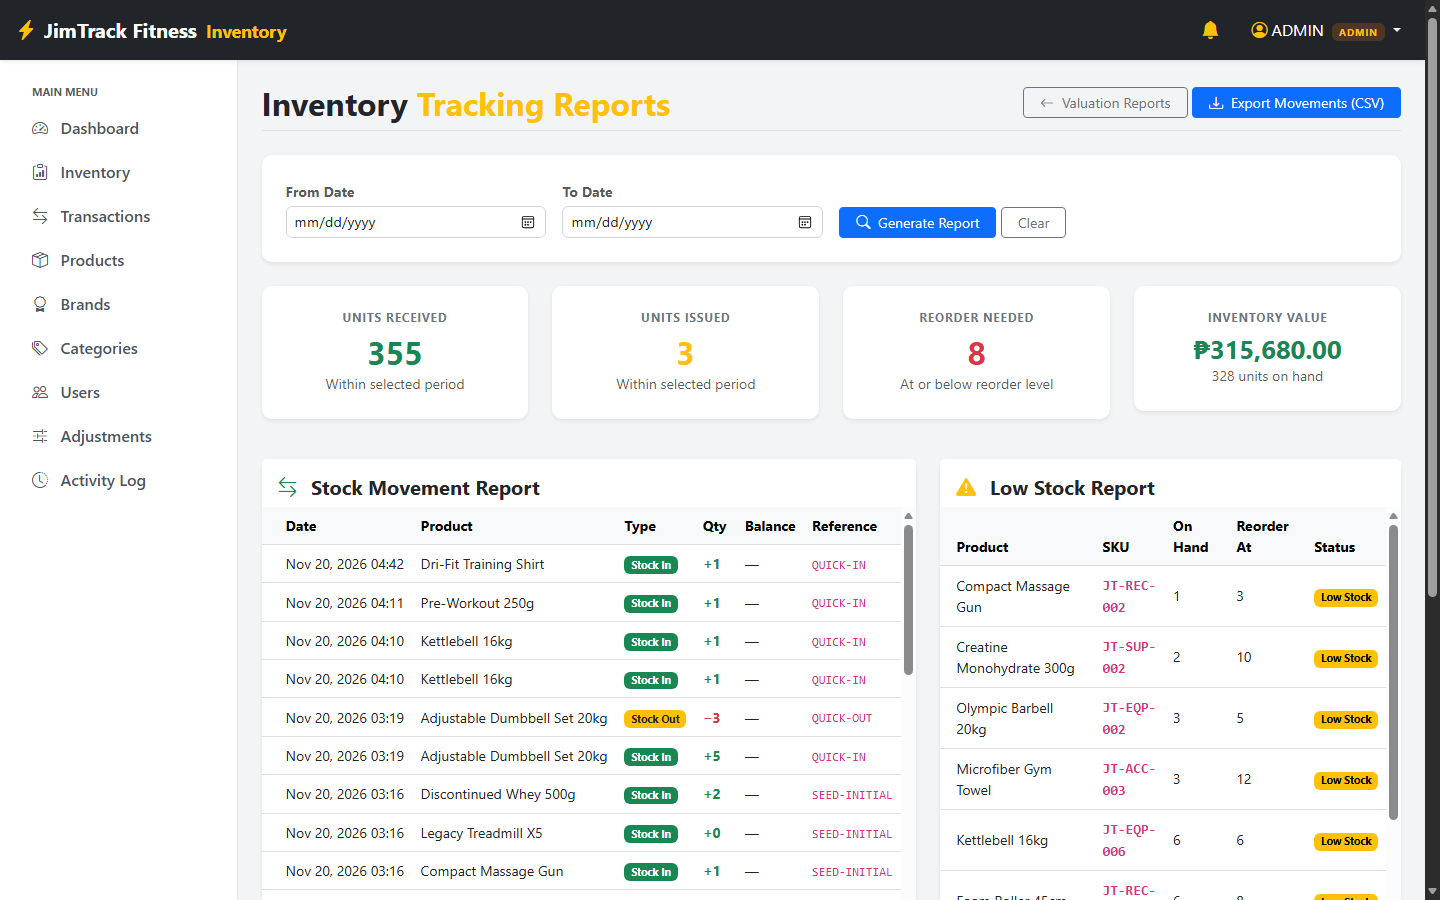 JimTrack Fitness Inventory
ADMIN ADMIN
MAIN MENU
Dashboard
Inventory
Transactions
Products
Brands
Categories
Users
Adjustments
Activity Log
Inventory Tracking Reports
Valuation Reports
Export Movements (CSV)
From Date
mm/dd/yyyy
To Date
mm/dd/yyyy
Generate Report
Clear
UNITS RECEIVED
355
Within selected period
UNITS ISSUED
3
Within selected period
REORDER NEEDED
8
At or below reorder level
INVENTORY VALUE
₱315,680.00
328 units on hand
Stock Movement Report
Date Product Type Qty Balance Reference
Nov 20, 2026 04:42 Dri-Fit Training Shirt Stock In +1 — QUICK-IN
Nov 20, 2026 04:11 Pre-Workout 250g Stock In +1 — QUICK-IN
Nov 20, 2026 04:10 Kettlebell 16kg Stock In +1 — QUICK-IN
Nov 20, 2026 04:10 Kettlebell 16kg Stock In +1 — QUICK-IN
Nov 20, 2026 03:19 Adjustable Dumbbell Set 20kg Stock Out −3 — QUICK-OUT
Nov 20, 2026 03:19 Adjustable Dumbbell Set 20kg Stock In +5 — QUICK-IN
Nov 20, 2026 03:16 Discontinued Whey 500g Stock In +2 — SEED-INITIAL
Nov 20, 2026 03:16 Legacy Treadmill X5 Stock In +0 — SEED-INITIAL
Nov 20, 2026 03:16 Compact Massage Gun Stock In +1 — SEED-INITIAL
Low Stock Report
On Reorder
Product SKU Hand At Status
Compact Massage JT-REC- 1 3 Low Stock
Gun 002
Creatine JT-SUP- 2 10 Low Stock
Monohydrate 300g 002
Olympic Barbell JT-EQP- 3 5 Low Stock
20kg 002
Microfiber Gym JT-ACC- 3 12 Low Stock
Towel 003
Kettlebell 16kg JT-EQP- 6 6 Low Stock
006
JT-REC-